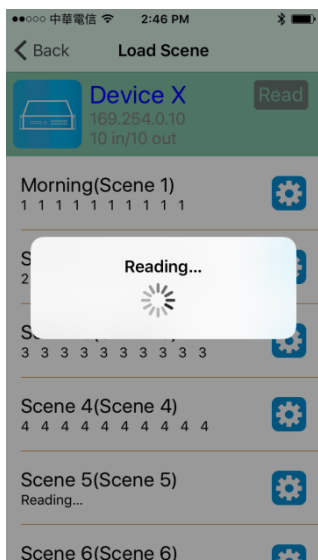 中華電信 2:46 PM
Back Load Scene
Device X
Read
169.254.0.10
10 in/10 out
Morning(Scene 1)
1 1 1 1 1 1 1 1 1 1
S
2
Reading...
S
3 3 3 3 3 3 3 3 3 3
Scene 4(Scene 4)
4 4 4 4 4 4 4 4 4 4
Scene 5(Scene 5)
Reading...
Scene 6(Scene 6)